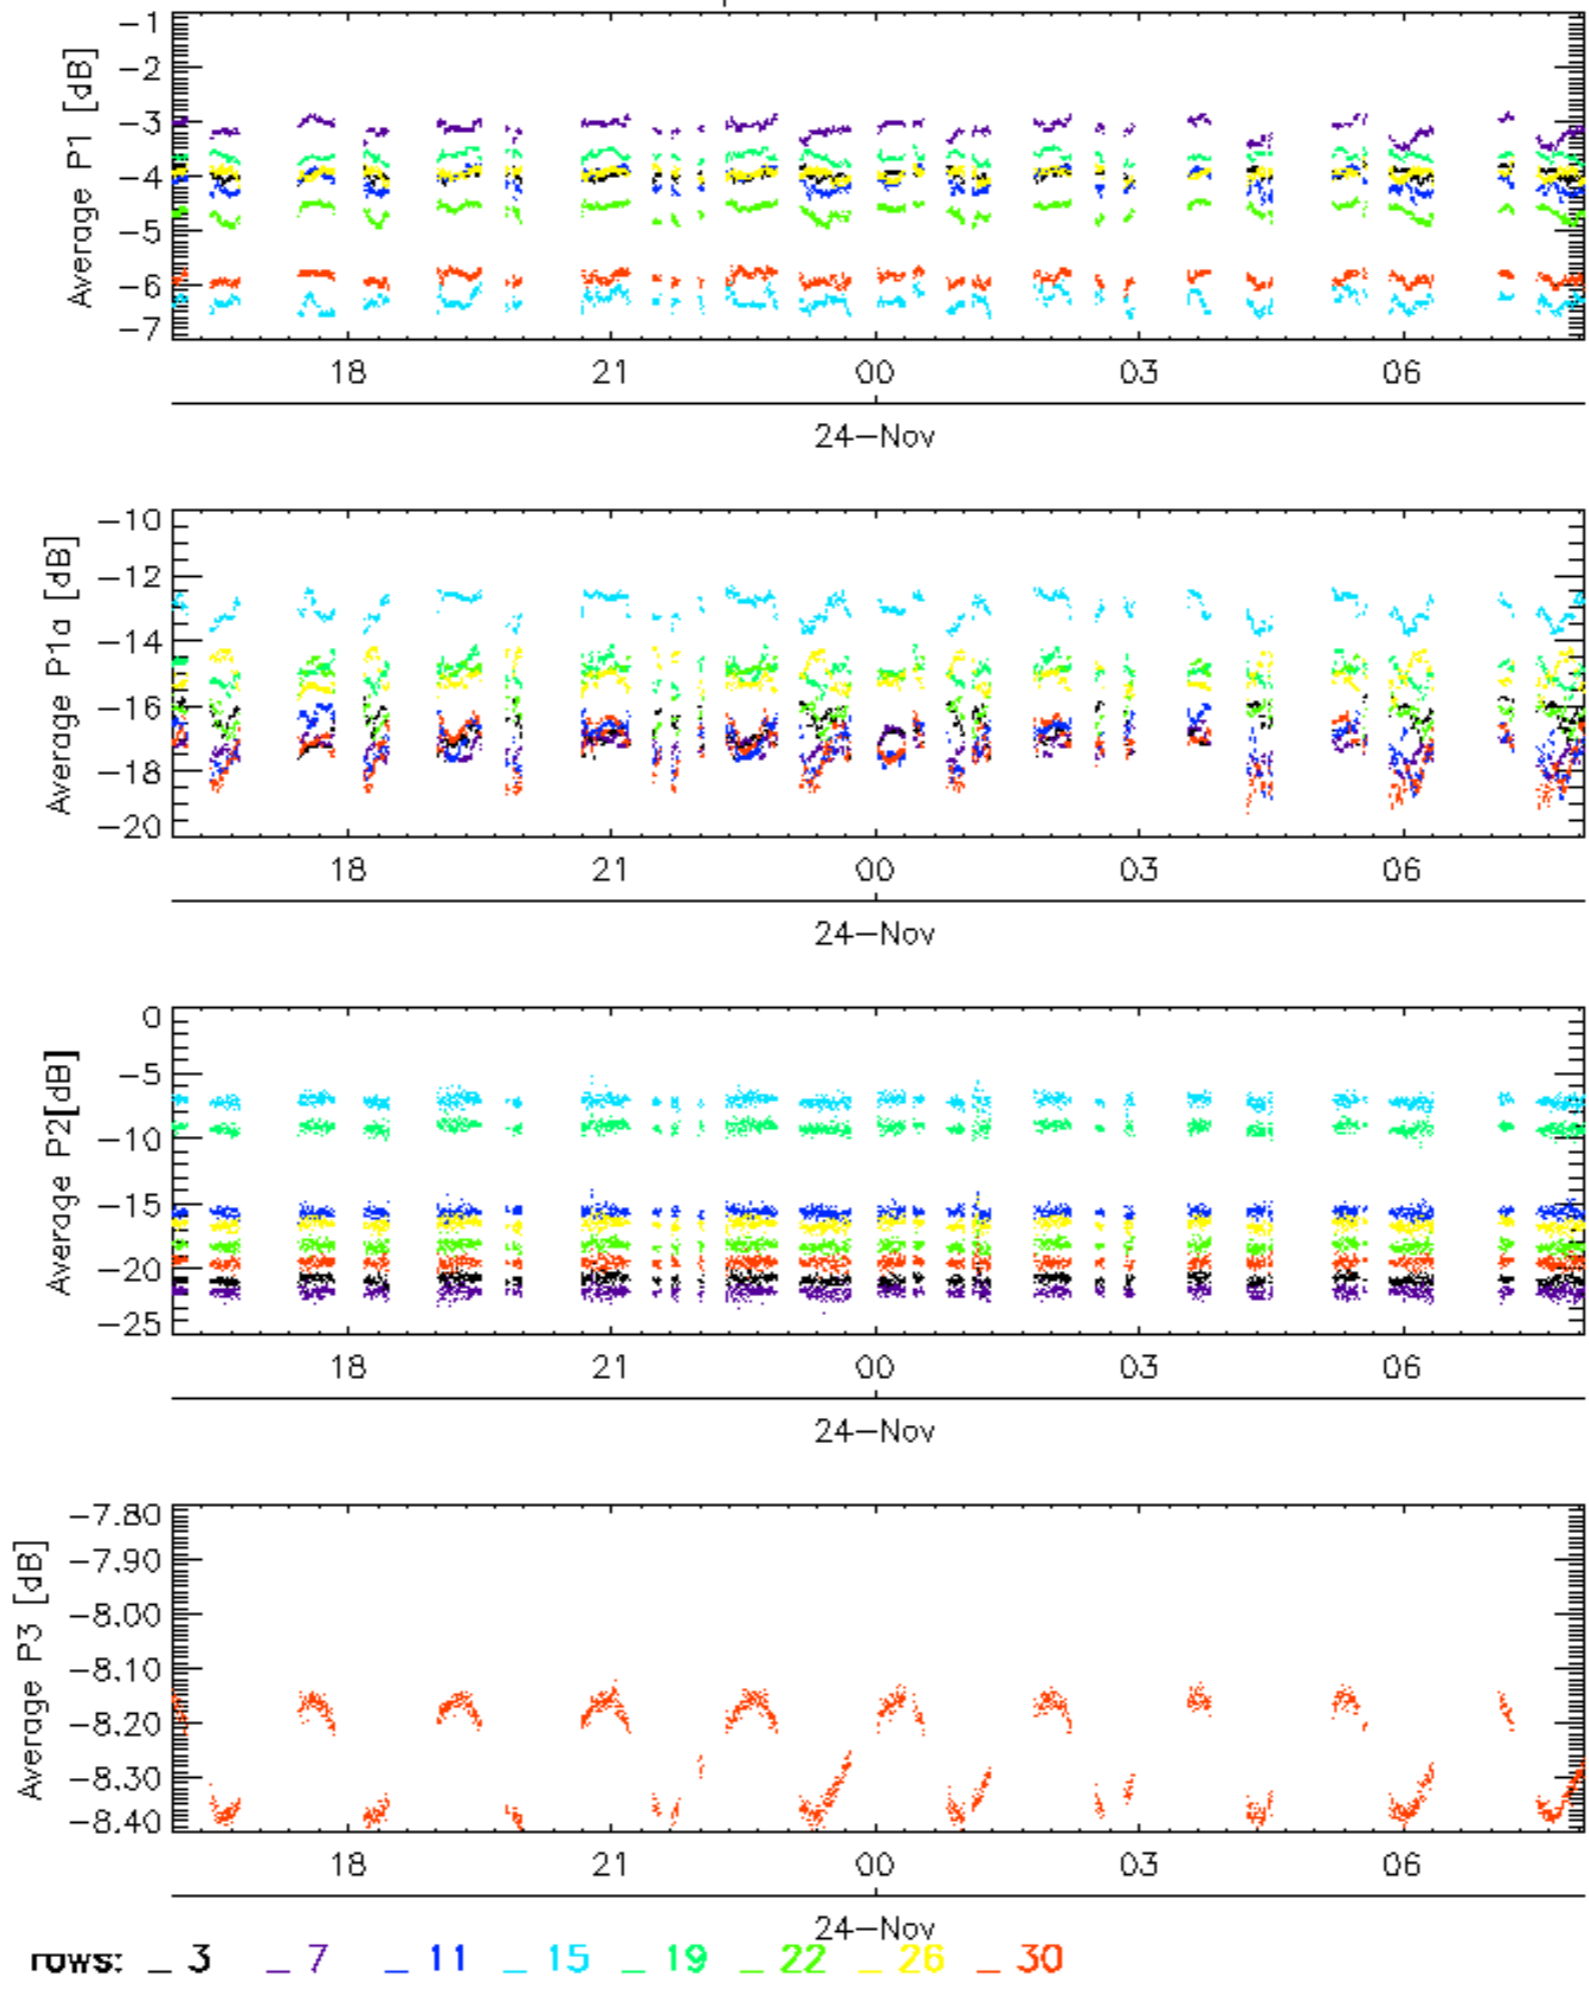 Average P1 [dB]
−1
−2
−3
−4
−5
−6
−7
18 21 00 03 06
24−Nov
Average P1a [dB]
−10
−12
−14
−16
−18
−20
18 21 00 03 06
24−Nov
Average P2[dB]
0
−5
−10
−15
−20
−25
18 21 00 03 06
24−Nov
Average P3 [dB]
−7.80
−7.90
−8.00
−8.10
−8.20
−8.30
−8.40
18 21 00 03 06
24−Nov
rows: _ 3 _ 7 _ 11 _ 15 _ 19 _ 22 _ 26 _ 30